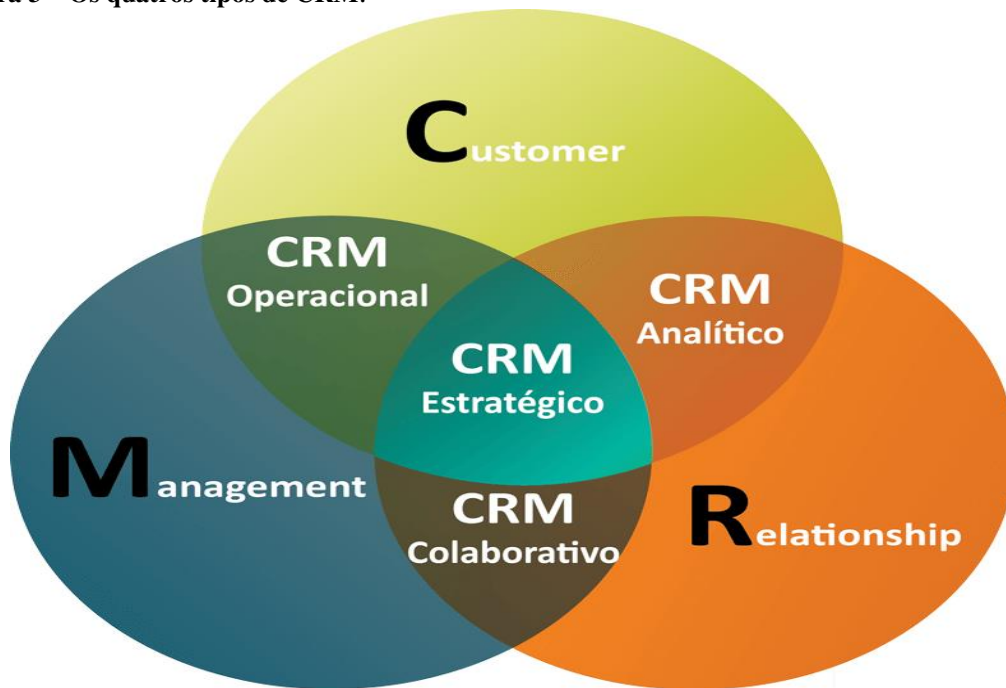 Os quatros tipos de CRM.
Customer
CRM
Operacional
CRM
Analítico
CRM
Estratégico
Management
CRM
Colaborativo
Relationship